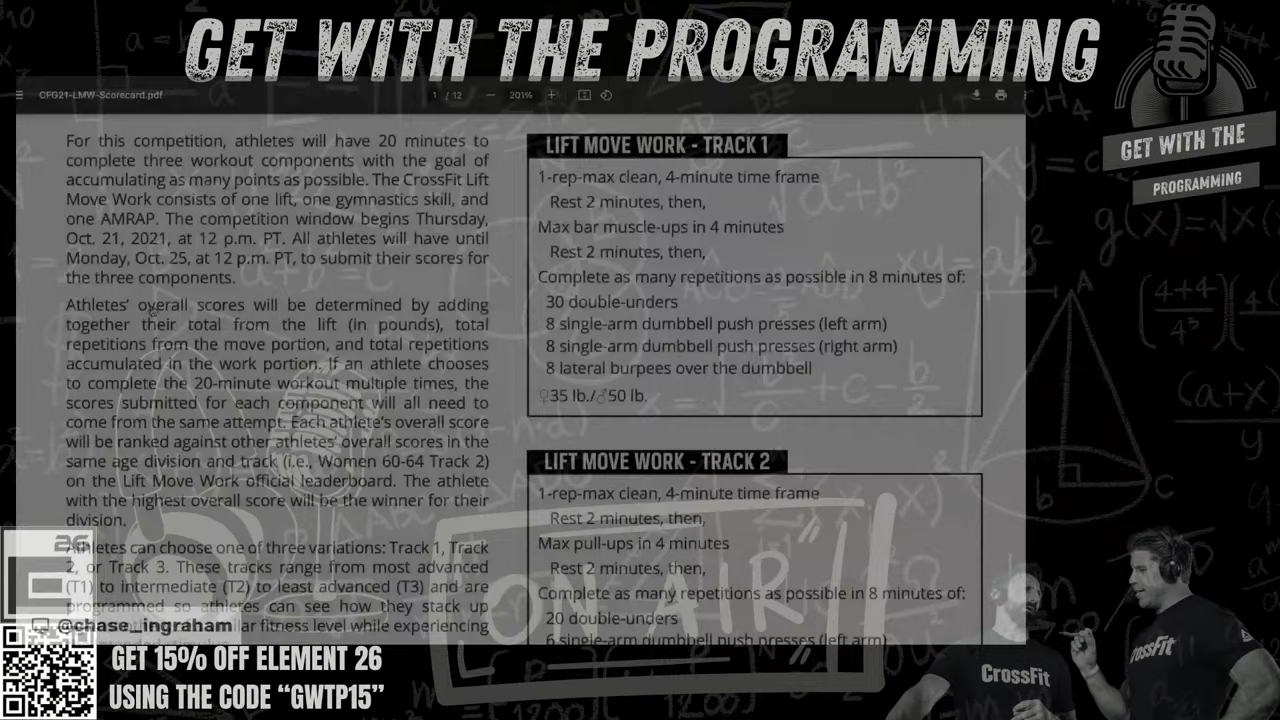 GET WITH THE PROGRAMMING
CFG21-LMW-Scorecard.pdf
1 / 12
201%
For this competition, athletes will have 20 minutes to
complete three workout components with the goal of
accumulating as many points as possible. The CrossFit Lift
Move Work consists of one lift, one gymnastics skill, and
one AMRAP. The competition window begins Thursday,
Oct. 21, 2021, at 12 p.m. PT. All athletes will have until
Monday, Oct. 25, at 12 p.m. PT, to submit their scores for
the three components.
Athletes' overall scores will be determined by adding
together their total from the lift (in pounds), total
repetitions from the move portion, and total repetitions
accumulated in the work portion. If an athlete chooses
to complete the 20-minute workout multiple times, the
scores submitted for each component will all need to
come from the same attempt. Each athlete's overall score
will be ranked against other athletes' overall scores in the
same age division and track (i.e., Women 60-64 Track 2)
on the Lift Move Work official leaderboard. The athlete
with the highest overall score will be the winner for their
division.
Athletes can choose one of three variations: Track 1, Track
2, or Track 3. These tracks range from most advanced
(T1) to intermediate (T2) to least advanced (T3) and are
programmed so athletes can see how they stack up
fitness level while experiencing
LIFT MOVE WORK - TRACK 1
1-rep-max clean, 4-minute time frame
Rest 2 minutes, then,
Max bar muscle-ups in 4 minutes
Rest 2 minutes, then,
Complete as many repetitions as possible in 8 minutes of:
30 double-unders
8 single-arm dumbbell push presses (left arm)
8 single-arm dumbbell push presses (right arm)
8 lateral burpees over the dumbbell
♀35 lb./♂50 lb.
LIFT MOVE WORK - TRACK 2
1-rep-max clean, 4-minute time frame
Rest 2 minutes, then,
Max pull-ups in 4 minutes
Rest 2 minutes, then,
Complete as many repetitions as possible in 8 minutes of:
20 double-unders
6 single-arm dumbbell push presses (left arm)
GET WITH THE
PROGRAMMING
"ON AIR"
26
@chase_ingraham
GET 15% OFF ELEMENT 26
USING THE CODE “GWTP15”
CrossFit
CrossFit